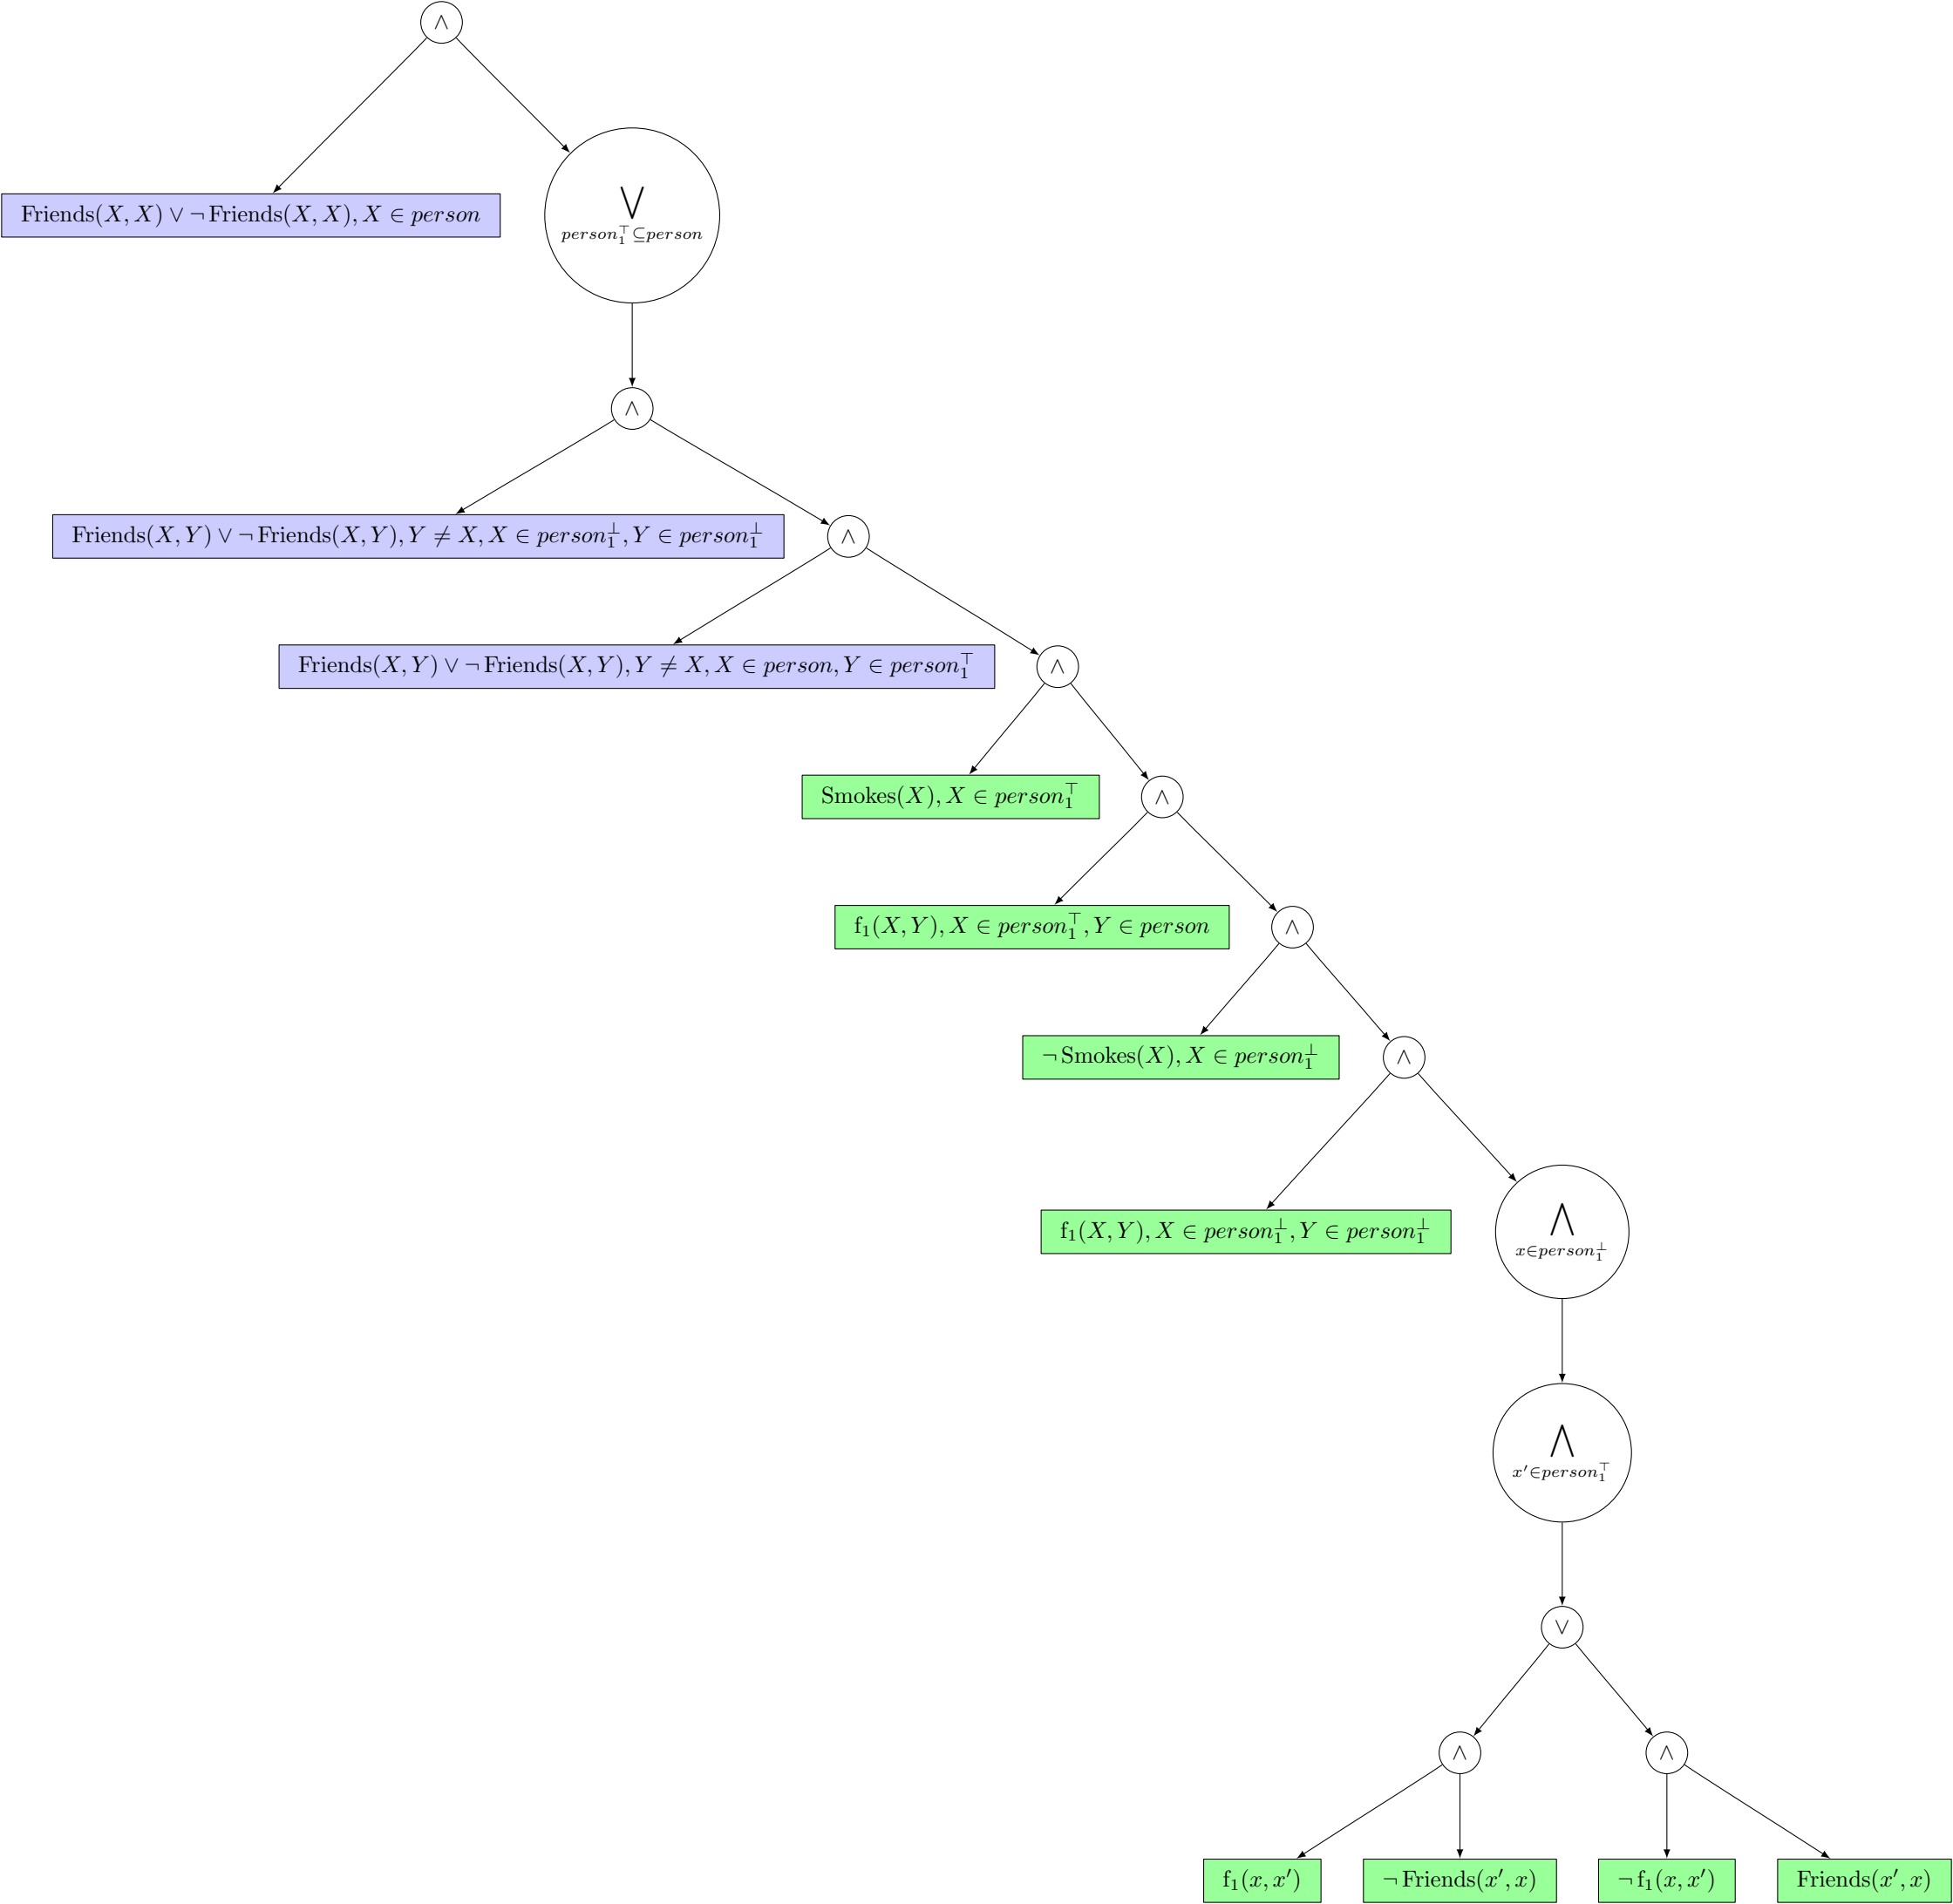 ∧
Friends(X, X) ∨ ¬ Friends(X, X), X ∈ person
⋁
person₁^⊤ ⊆ person
∧
Friends(X, Y) ∨ ¬ Friends(X, Y), Y ≠ X, X ∈ person₁^⊥, Y ∈ person₁^⊥
∧
Friends(X, Y) ∨ ¬ Friends(X, Y), Y ≠ X, X ∈ person, Y ∈ person₁^⊤
∧
Smokes(X), X ∈ person₁^⊤
∧
f₁(X, Y), X ∈ person₁^⊤, Y ∈ person
∧
¬ Smokes(X), X ∈ person₁^⊥
∧
f₁(X, Y), X ∈ person₁^⊥, Y ∈ person₁^⊥
⋀
x∈person₁^⊥
⋀
x′∈person₁^⊤
∨
∧ ∧
f₁(x, x′) ¬ Friends(x′, x) ¬ f₁(x, x′) Friends(x′, x)